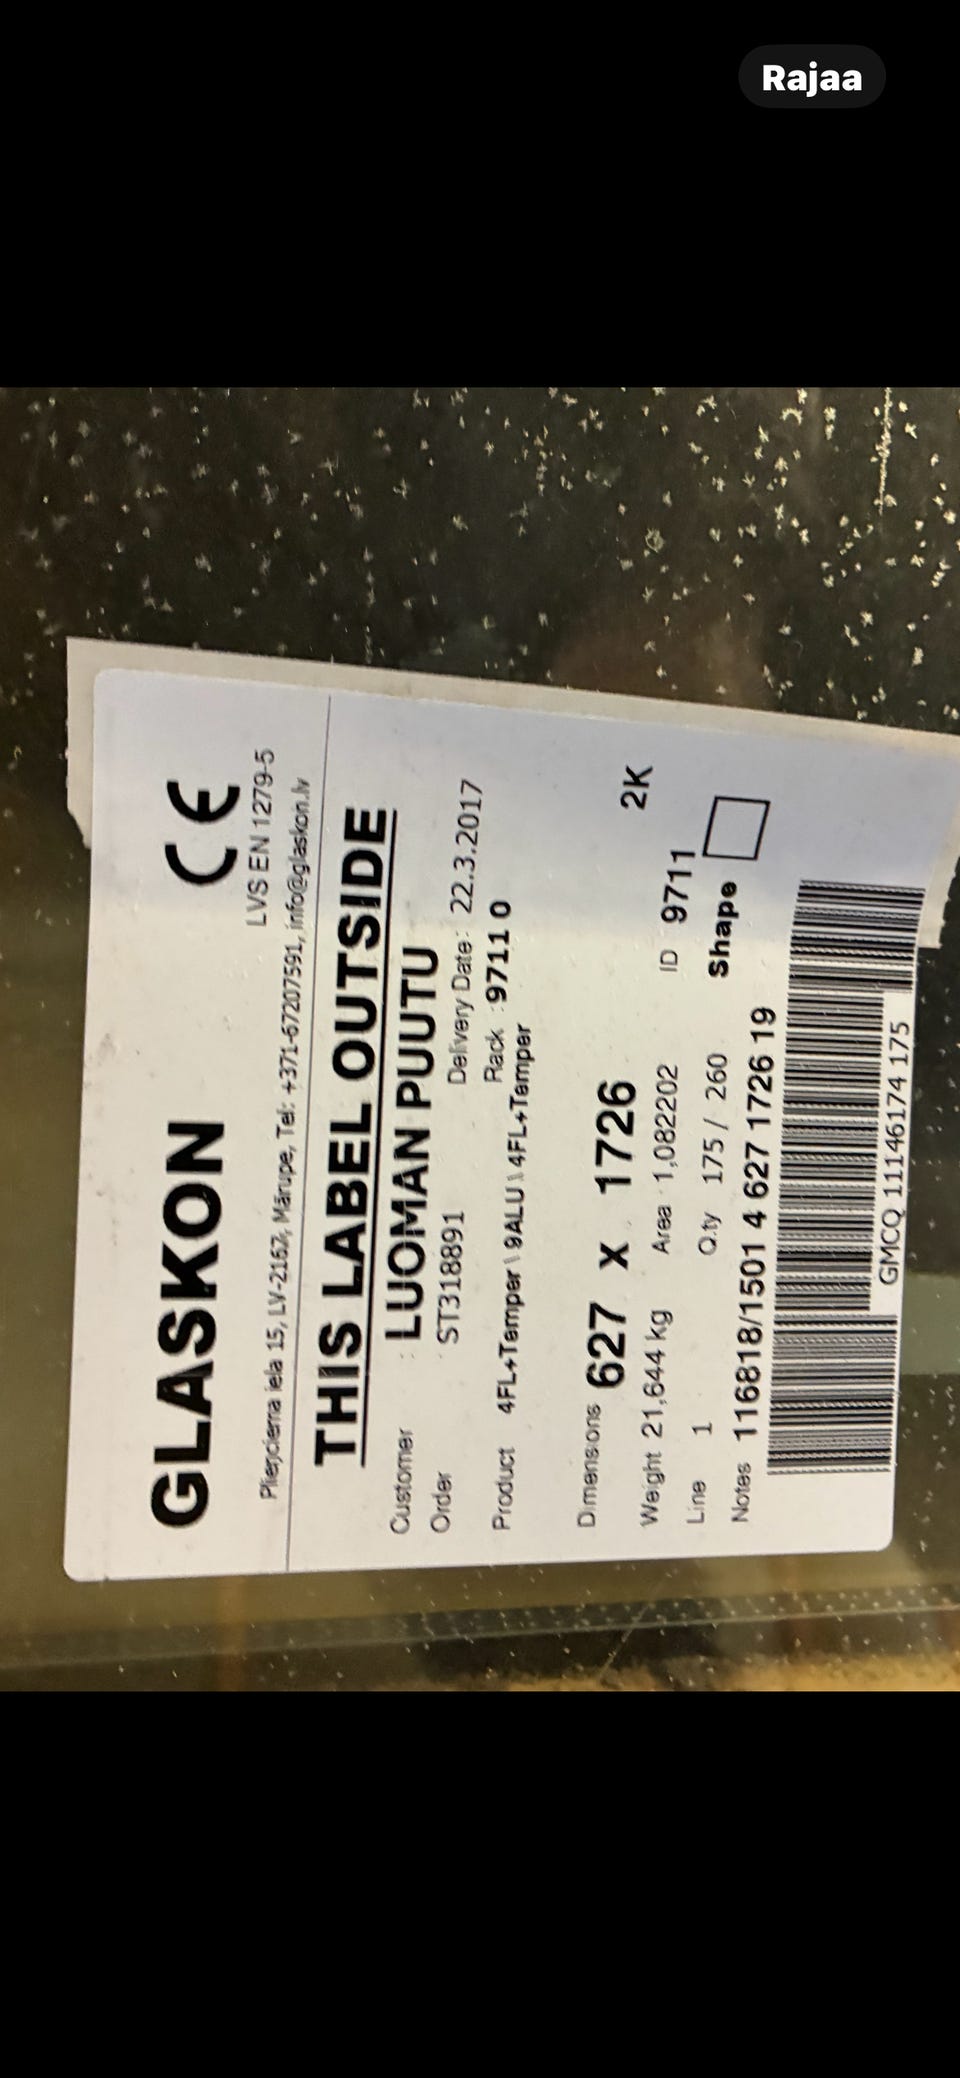 Rajaa
GLASKON
LVS EN 1279-5
iela 15, LV-2167, Mārupe, Tel: +371-67207591, info@glaskon.lv
THIS LABEL OUTSIDE
Customer : LUOMAN PUUTU
Order ST318891 Delivery Date: 22.3.2017
Rack :9711 0
Product 4FL+Temper \ 9ALU \ 4FL+Temper
Dimensions 627 x 1726 2K
Weight 21,644 kg Area 1,082202 ID 9711
Line 1 Q.ty 175 / 260 Shape
Notes 116818/1501 4 627 1726 19
GMCQ 11146174 175